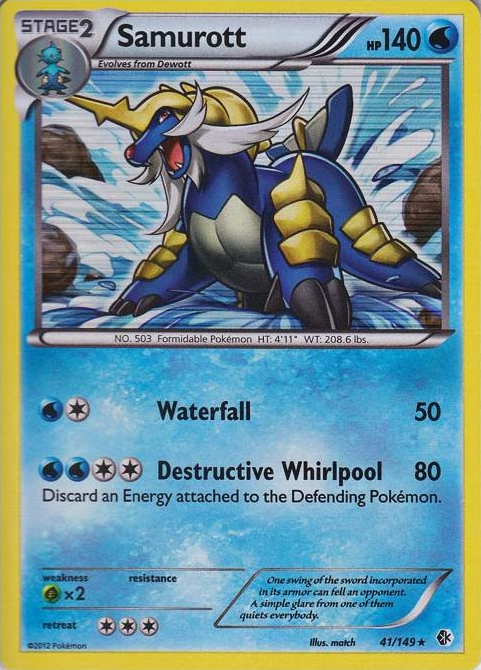 STAGE2 Samurott HP140
Evolves from Dewott
NO. 503 Formidable Pokémon HT: 4'11" WT: 208.6 lbs.
Waterfall 50
Destructive Whirlpool 80
Discard an Energy attached to the Defending Pokémon.
weakness resistance
×2
retreat
One swing of the sword incorporated
in its armor can fell an opponent.
A simple glare from one of them
quiets everybody.
©2012 Pokémon Illus. match 41/149★